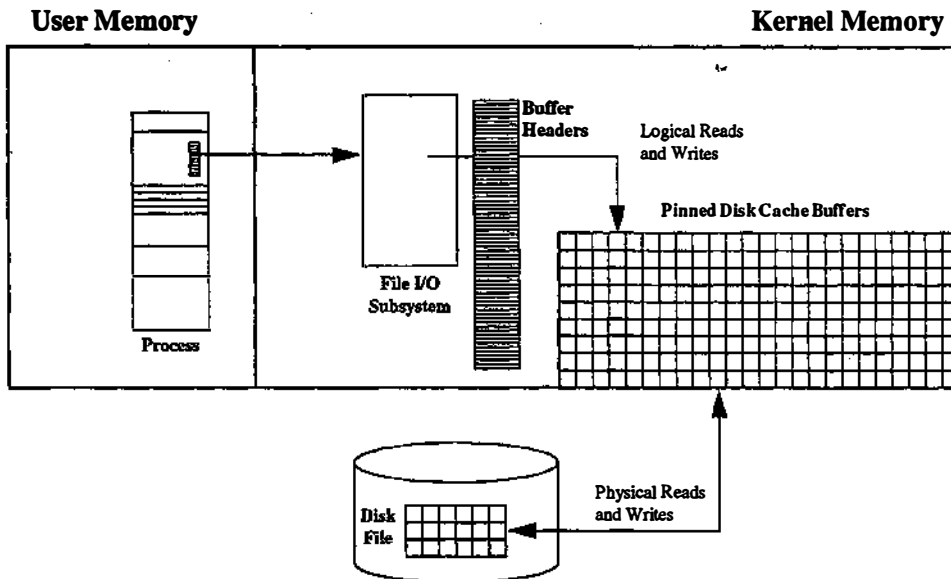 User Memory
Kernel Memory
Buffer
Headers
Logical Reads
and Writes
Pinned Disk Cache Buffers
File I/O
Subsystem
Process
Disk
File
Physical Reads
and Writes